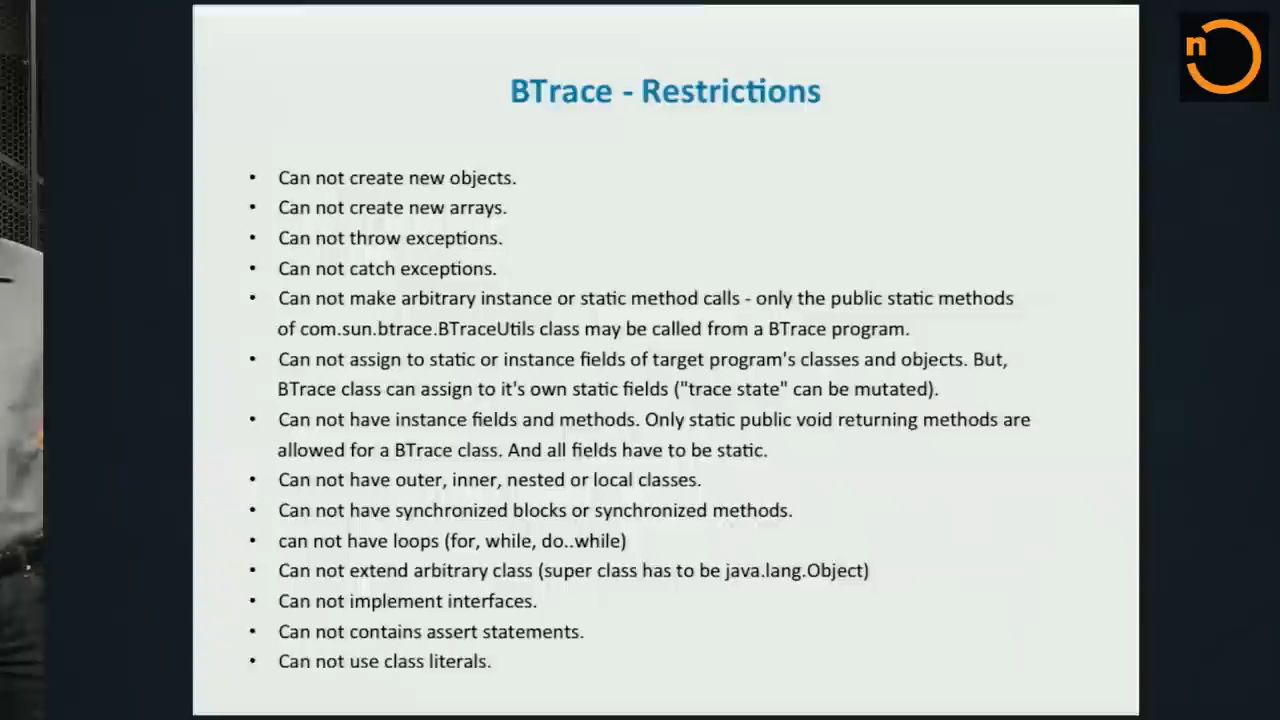 n
BTrace - Restrictions
• Can not create new objects.
• Can not create new arrays.
• Can not throw exceptions.
• Can not catch exceptions.
• Can not make arbitrary instance or static method calls - only the public static methods
of com.sun.btrace.BTraceUtils class may be called from a BTrace program.
• Can not assign to static or instance fields of target program's classes and objects. But,
BTrace class can assign to it's own static fields ("trace state" can be mutated).
• Can not have instance fields and methods. Only static public void returning methods are
allowed for a BTrace class. And all fields have to be static.
• Can not have outer, inner, nested or local classes.
• Can not have synchronized blocks or synchronized methods.
• can not have loops (for, while, do..while)
• Can not extend arbitrary class (super class has to be java.lang.Object)
• Can not implement interfaces.
• Can not contains assert statements.
• Can not use class literals.